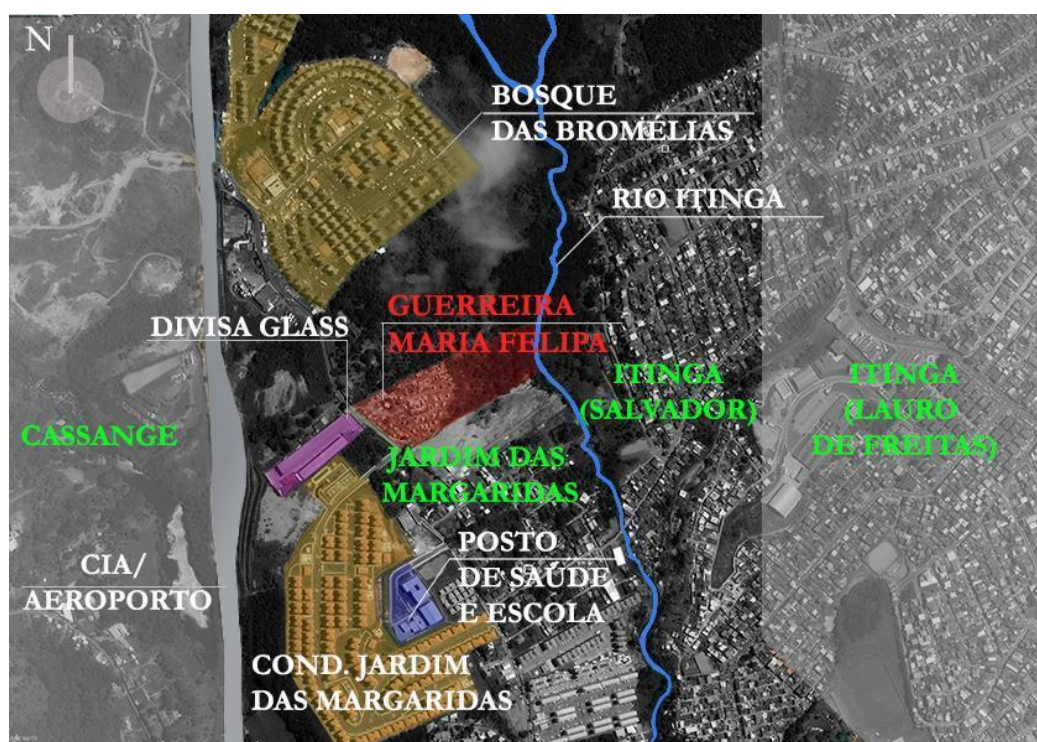 N
BOSQUE
DAS BROMÉLIAS
RIO ITINGA
GUERREIRA
MARIA FELIPA
DIVISA GLASS
ITINGA
(SALVADOR)
ITINGA
(LAURO
DE FREITAS)
CASSANGE
JARDIM DAS
MARGARIDAS
POSTO
DE SAÚDE
E ESCOLA
CIA/
AEROPORTO
COND. JARDIM
DAS MARGARIDAS